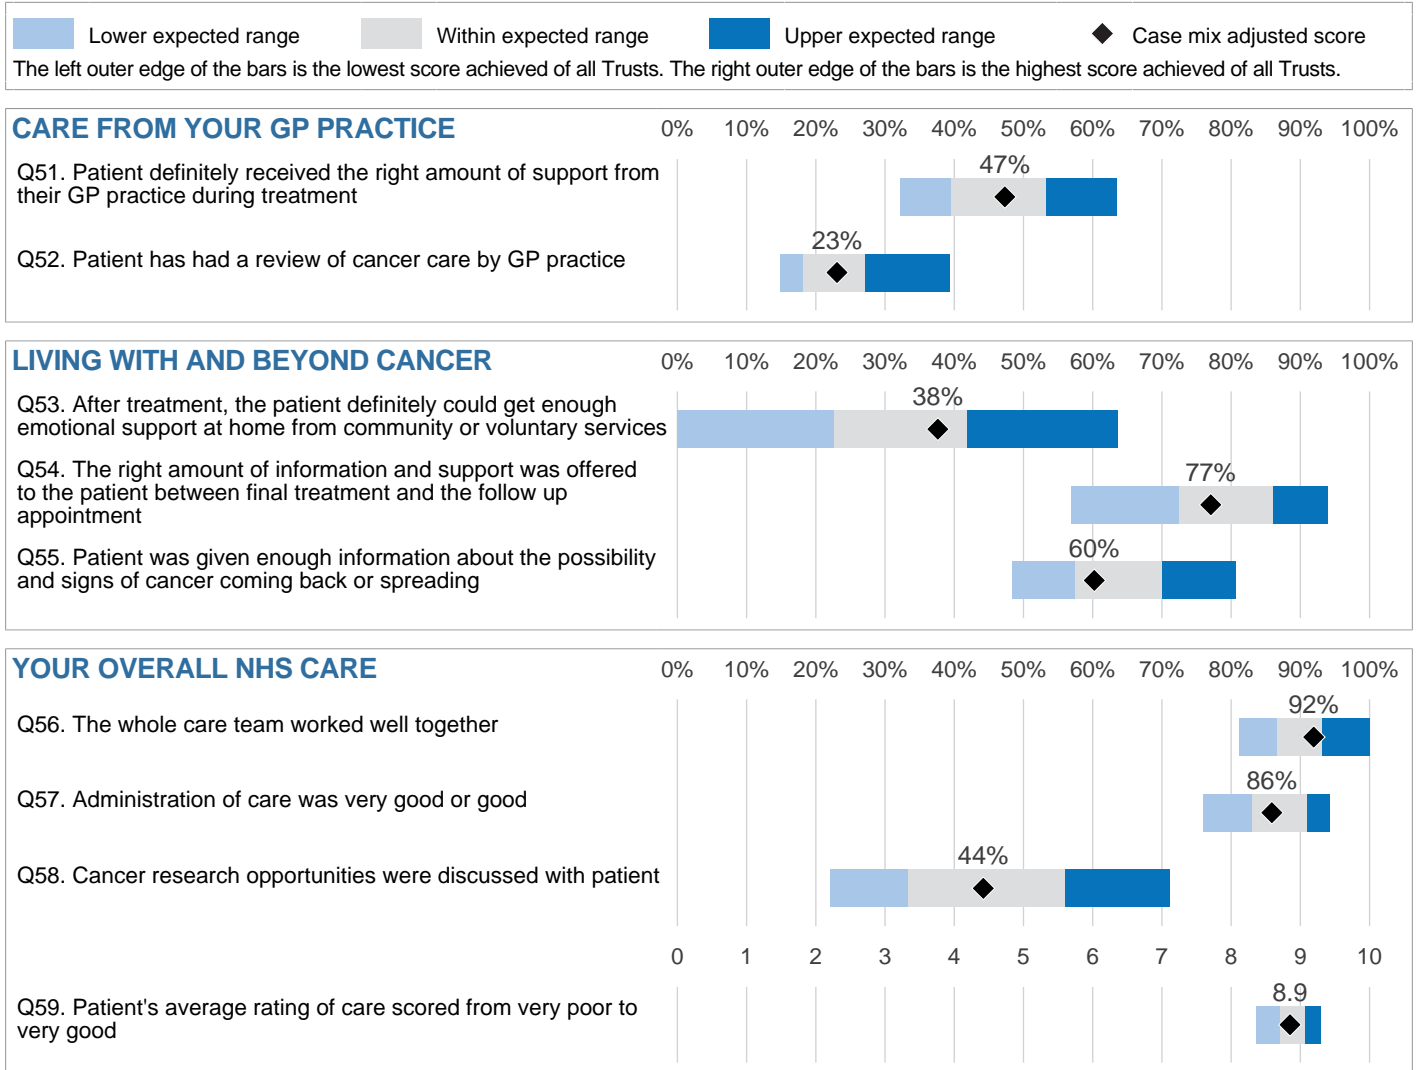 Lower expected range Within expected range Upper expected range Case mix adjusted score
The left outer edge of the bars is the lowest score achieved of all Trusts. The right outer edge of the bars is the highest score achieved of all Trusts.
CARE FROM YOUR GP PRACTICE 0% 10% 20% 30% 40% 50% 60% 70% 80% 90% 100%
Q51. Patient definitely received the right amount of support from
their GP practice during treatment
47%
Q52. Patient has had a review of cancer care by GP practice
23%
LIVING WITH AND BEYOND CANCER 0% 10% 20% 30% 40% 50% 60% 70% 80% 90% 100%
Q53. After treatment, the patient definitely could get enough
emotional support at home from community or voluntary services
38%
Q54. The right amount of information and support was offered
to the patient between final treatment and the follow up
appointment
77%
Q55. Patient was given enough information about the possibility
and signs of cancer coming back or spreading
60%
YOUR OVERALL NHS CARE 0% 10% 20% 30% 40% 50% 60% 70% 80% 90% 100%
Q56. The whole care team worked well together
92%
Q57. Administration of care was very good or good
86%
Q58. Cancer research opportunities were discussed with patient
44%
0 1 2 3 4 5 6 7 8 9 10
Q59. Patient's average rating of care scored from very poor to
very good
8.9